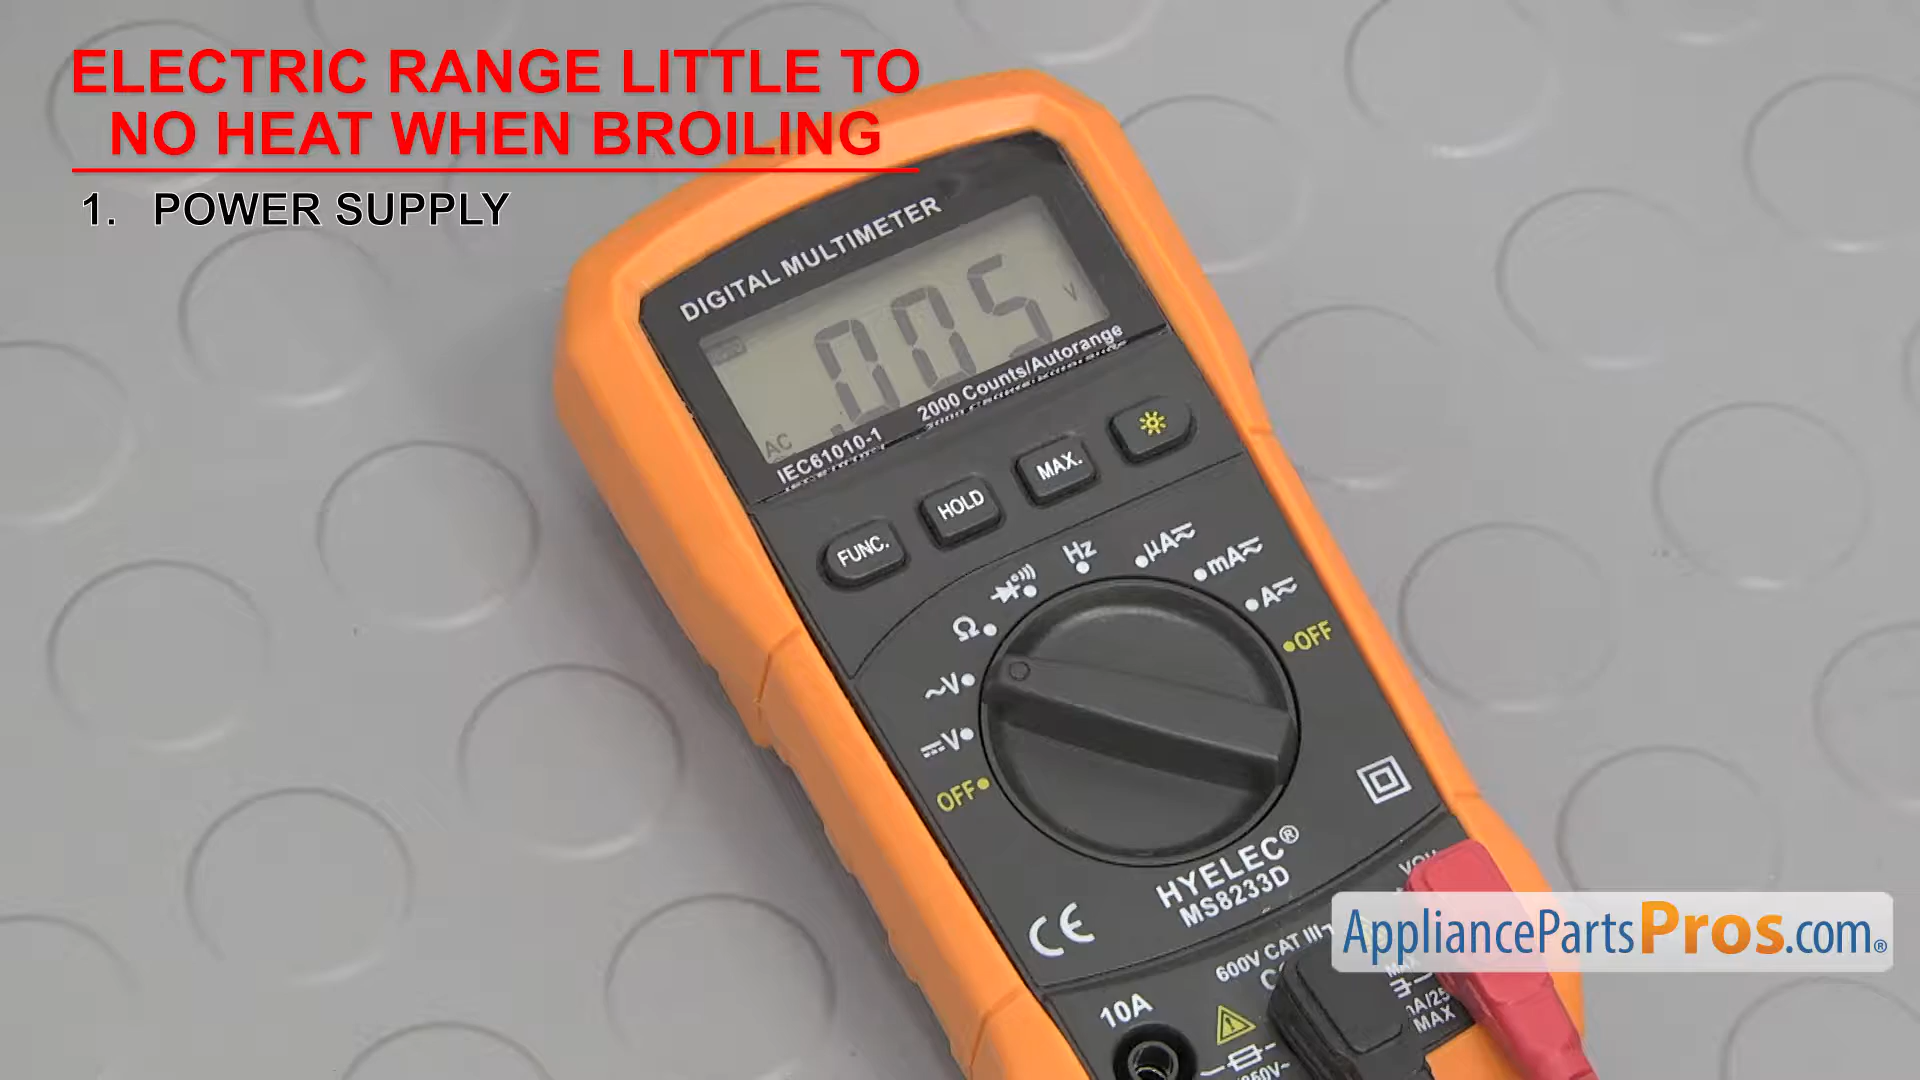 ELECTRIC RANGE LITTLE TO
NO HEAT WHEN BROILING
1. POWER SUPPLY
DIGITAL MULTIMETER
.005 V
AC
IEC61010-1
2000 Counts/Autorange
FUNC.
HOLD
MAX.
Hz
µA
mA
A
OFF
Ω
~V
V
OFF
HYELEC®
MS8233D
CE
600V CAT III
10A
MAX
MAX
AppliancePartsPros.com®